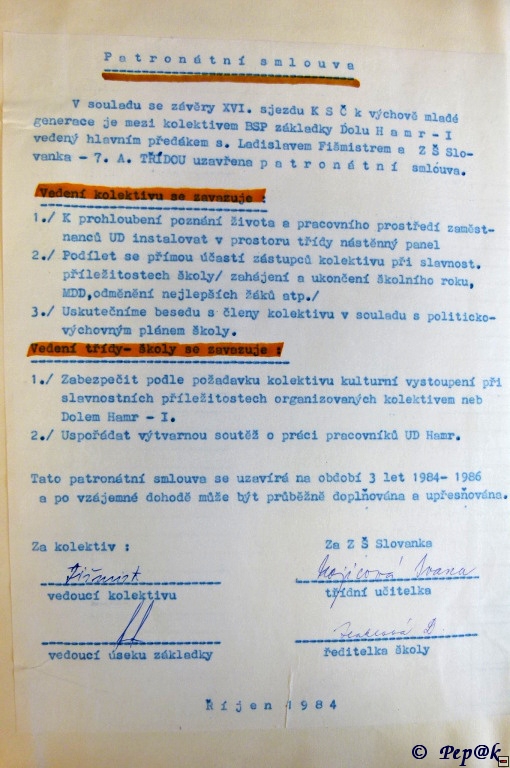 Patronátní smlouva
V souladu se závěry XVI. sjezdu K S Č k výchově mladé
generace je mezi kolektivem BSP základky Dolu H a m r - I
vedený hlavním předákem s. Ladislavem Fišmistrem a Z Š Slo-
vanka - 7. A. TŘÍDOU uzavřena p a t r o n á t n í smlouva.
Vedení kolektivu se zavazuje :
1./ K prohloubení poznání života a pracovního prostředí zaměst-
nanců UD instalovat v prostoru třídy nástěnný panel
2./ Podílet se přímou účastí zástupců kolektivu při slavnost.
příležitostech školy/ zahájení a ukončení školního roku,
MDD,odměnění nejlepších žáků atp./
3./ Uskutečníme besedu s členy kolektivu v souladu s politicko-
výchovným plánem školy.
Vedení třídy- školy se zavazuje :
1./ Zabezpečit podle požadavku kolektivu kulturní vystoupení při
slavnostních příležitostech organizovaných kolektivem neb
Dolem Hamr - I.
2./ Uspořádat výtvarnou soutěž o práci pracovníků UD Hamr.
Tato patronátní smlouva se uzavírá na období 3 let 1984- 1986
a po vzájemné dohodě může být průběžně doplňována a upřesňována.
Za kolektiv :
Za Z Š Slovanka
vedoucí kolektivu
Ivana
třídní učitelka
vedoucí úseku základky
ředitelka školy
Říjen 1984
© Pep@k